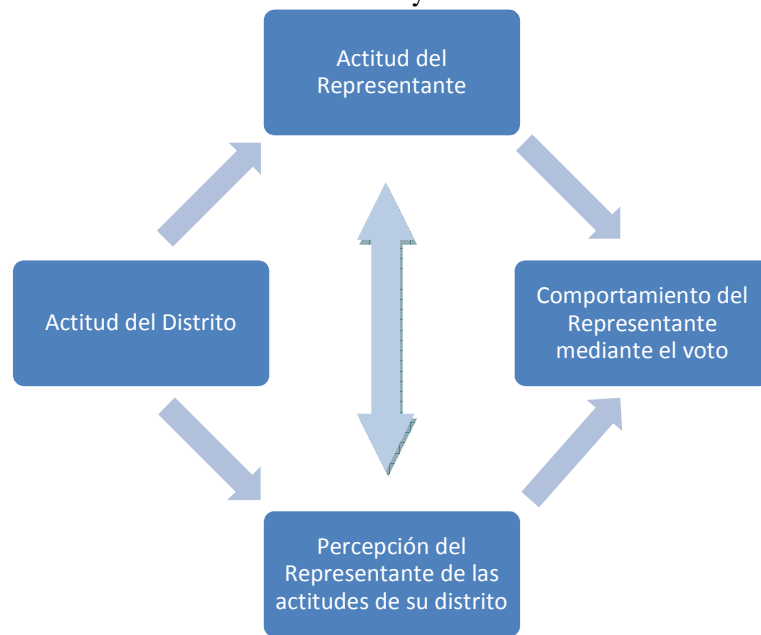 y
Actitud del
Representante
Actitud del Distrito
Comportamiento del
Representante
mediante el voto
Percepción del
Representante de las
actitudes de su distrito